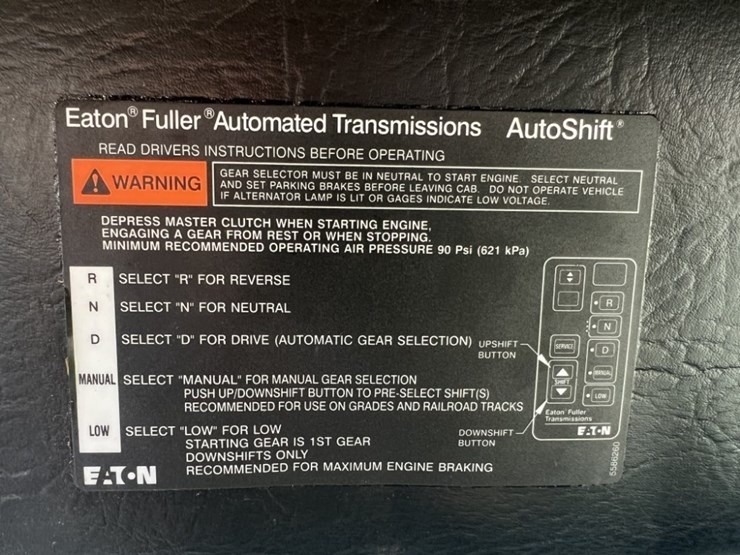 Eaton® Fuller® Automated Transmissions AutoShift®
READ DRIVERS INSTRUCTIONS BEFORE OPERATING
WARNING
GEAR SELECTOR MUST BE IN NEUTRAL TO START ENGINE. SELECT NEUTRAL
AND SET PARKING BRAKES BEFORE LEAVING CAB. DO NOT OPERATE VEHICLE
IF ALTERNATOR LAMP IS LIT OR GAGES INDICATE LOW VOLTAGE.
DEPRESS MASTER CLUTCH WHEN STARTING ENGINE,
ENGAGING A GEAR FROM REST OR WHEN STOPPING.
MINIMUM RECOMMENDED OPERATING AIR PRESSURE 90 Psi (621 kPa)
R SELECT "R" FOR REVERSE
N SELECT "N" FOR NEUTRAL
D SELECT "D" FOR DRIVE (AUTOMATIC GEAR SELECTION)
MANUAL SELECT "MANUAL" FOR MANUAL GEAR SELECTION
PUSH UP/DOWNSHIFT BUTTON TO PRE-SELECT SHIFT(S)
RECOMMENDED FOR USE ON GRADES AND RAILROAD TRACKS
LOW SELECT "LOW" FOR LOW
STARTING GEAR IS 1ST GEAR
DOWNSHIFTS ONLY
RECOMMENDED FOR MAXIMUM ENGINE BRAKING
EATON
UPSHIFT
BUTTON
DOWNSHIFT
BUTTON
R
N
SERVICE
D
MANUAL
SHIFT
LOW
Eaton Fuller
Transmissions
EATON
5586260